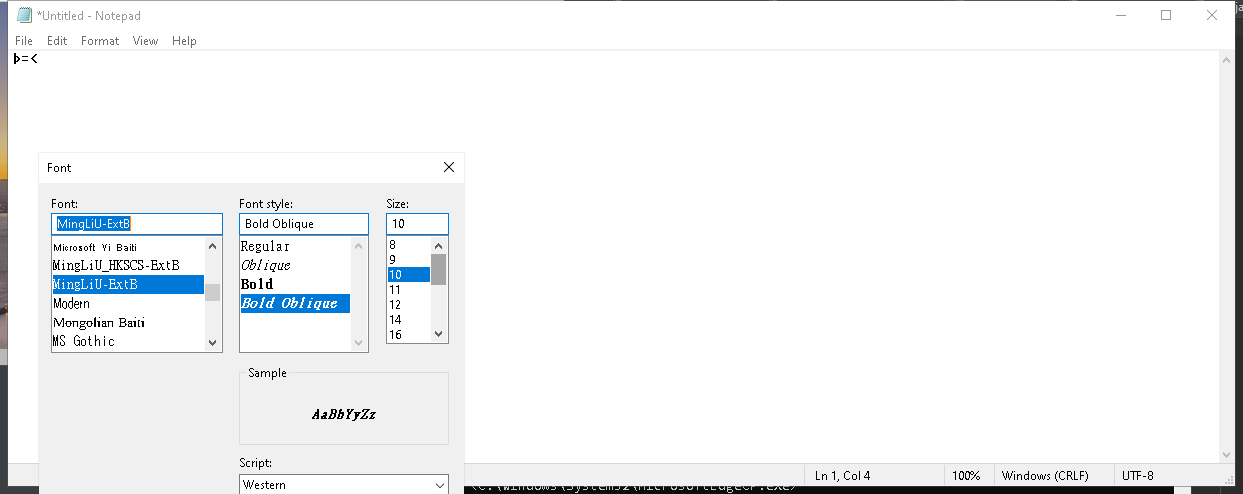 *Untitled - Notepad
File Edit Format View Help
Þ=<
Font
Font: Font style: Size:
MingLiU-ExtB Bold Oblique 10
Microsoft Yi Baiti Regular 8
MingLiU_HKSCS-ExtB Oblique 9
MingLiU-ExtB Bold 10
Modern Bold Oblique 11
Mongolian Baiti 12
MS Gothic 14
16
Sample
AaBbYyZz
Script:
Western
Ln 1, Col 4 100% Windows (CRLF) UTF-8